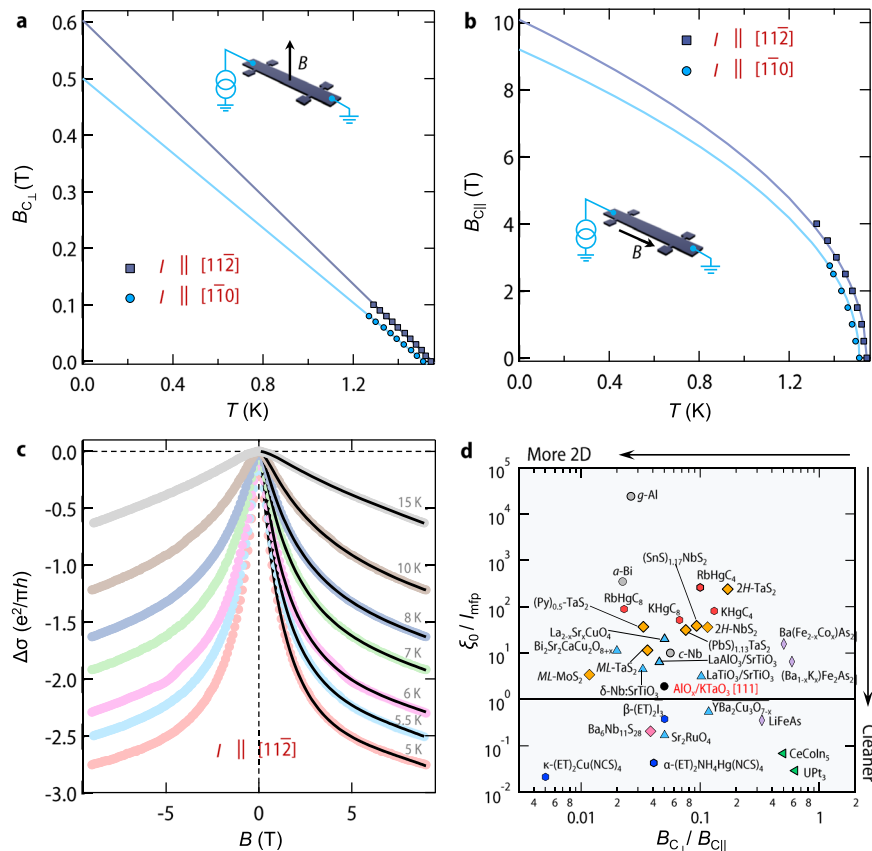 a
0.6
0.5
0.4
0.3
0.2
0.1
0.0
B_C⊥ (T)
B
I || [112̅]
I || [11̅0]
0.0 0.4 0.8 1.2
T (K)
b
10
8
6
4
2
0
B_C|| (T)
I || [112̅]
I || [11̅0]
B
0.0 0.4 0.8 1.2
T (K)
c
0.0
-0.5
-1.0
-1.5
-2.0
-2.5
-3.0
Δσ (e²/πh)
15 K
10 K
8 K
7 K
6 K
5.5 K
5 K
I || [112̅]
-5 0 5
B (T)
d
More 2D
Cleaner
10⁵
10⁴
10³
10²
10¹
10⁰
10⁻¹
10⁻²
ξ₀ / l_mfp
g-Al
(SnS)₁.₁₇NbS₂
a-Bi
RbHgC₄
RbHgC₈
2H-TaS₂
(Py)₀.₅-TaS₂
KHgC₈
KHgC₄
La₂₋ₓSrₓCuO₄
2H-NbS₂
Ba(Fe₂₋ₓCoₓ)As₂
Bi₂Sr₂CaCu₂O₈₊ₓ
c-Nb
(PbS)₁.₁₃TaS₂
ML-TaS₂
LaAlO₃/SrTiO₃
ML-MoS₂
LaTiO₃/SrTiO₃
(Ba₁₋ₓKₓ)Fe₂As₂
δ-Nb:SrTiO₃
AlOₓ/KTaO₃ [111]
β-(ET)₂I₃
YBa₂Cu₃O₇₋ₓ
LiFeAs
Ba₆Nb₁₁S₂₈
Sr₂RuO₄
CeCoIn₅
κ-(ET)₂Cu(NCS)₄
α-(ET)₂NH₄Hg(NCS)₄
UPt₃
6 8 0.01 2 4 6 8 0.1 2 4 6 8 1 2
B_C⊥ / B_C||